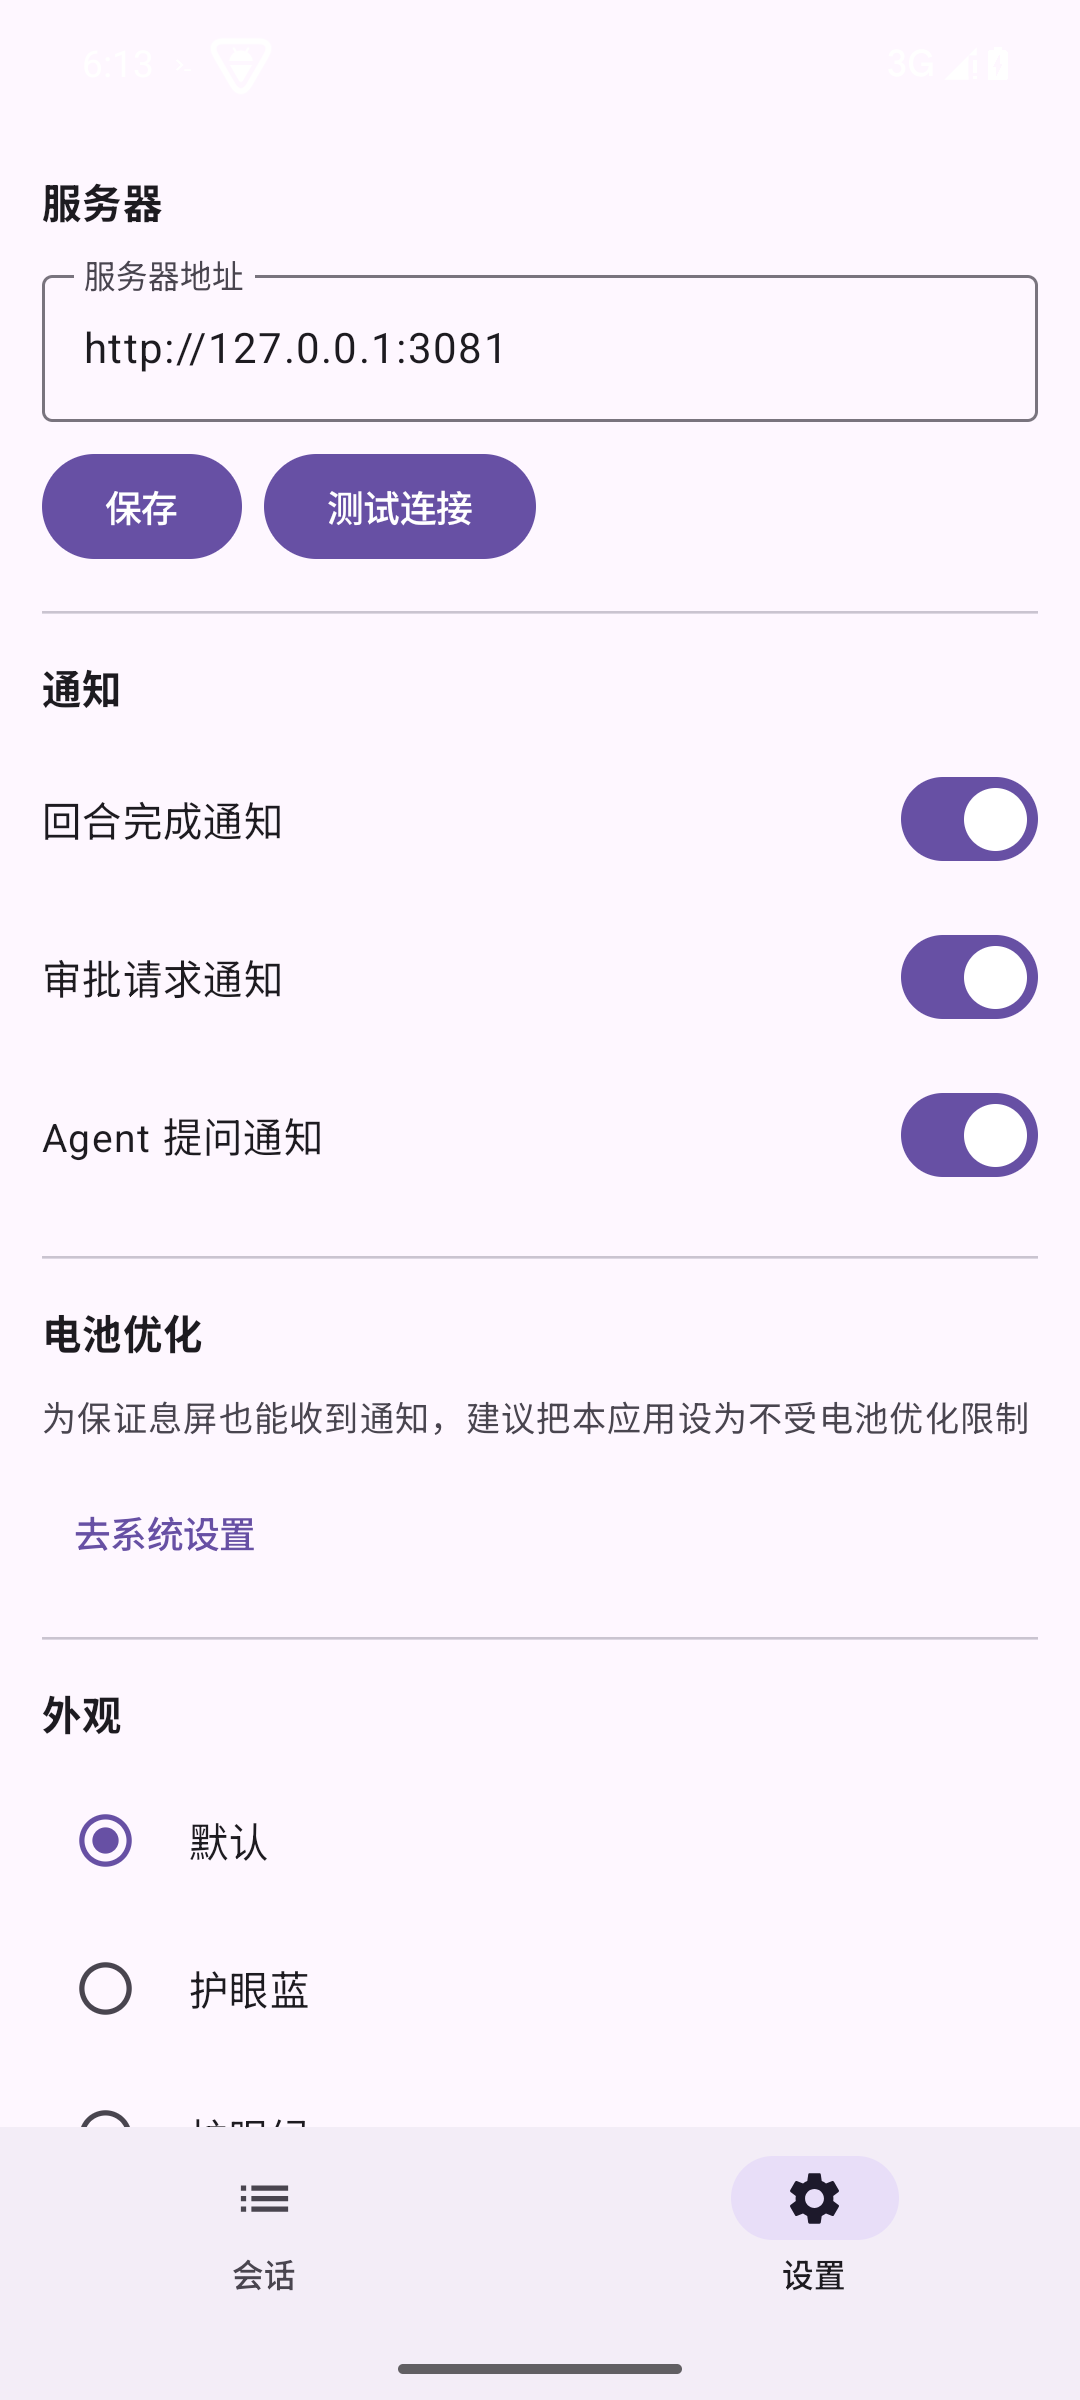 6:13
3G
服务器
服务器地址
http://127.0.0.1:3081
保存
测试连接
通知
回合完成通知
审批请求通知
Agent 提问通知
电池优化
为保证息屏也能收到通知，建议把本应用设为不受电池优化限制
去系统设置
外观
默认
护眼蓝
会话
设置